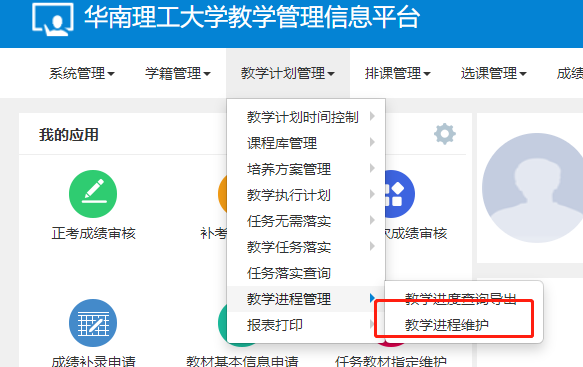 华南理工大学教学管理信息平台
系统管理 学籍管理 教学计划管理 排课管理 选课管理 成绩
我的应用
教学计划时间控制
课程库管理
培养方案管理
教学执行计划
任务无需落实
正考成绩审核 补考 次成绩审核
教学任务落实
任务落实查询
教学进程管理 教学进度查询导出
报表打印 教学进程维护
成绩补录申请 教材基本信息申请 任务教材指定维护